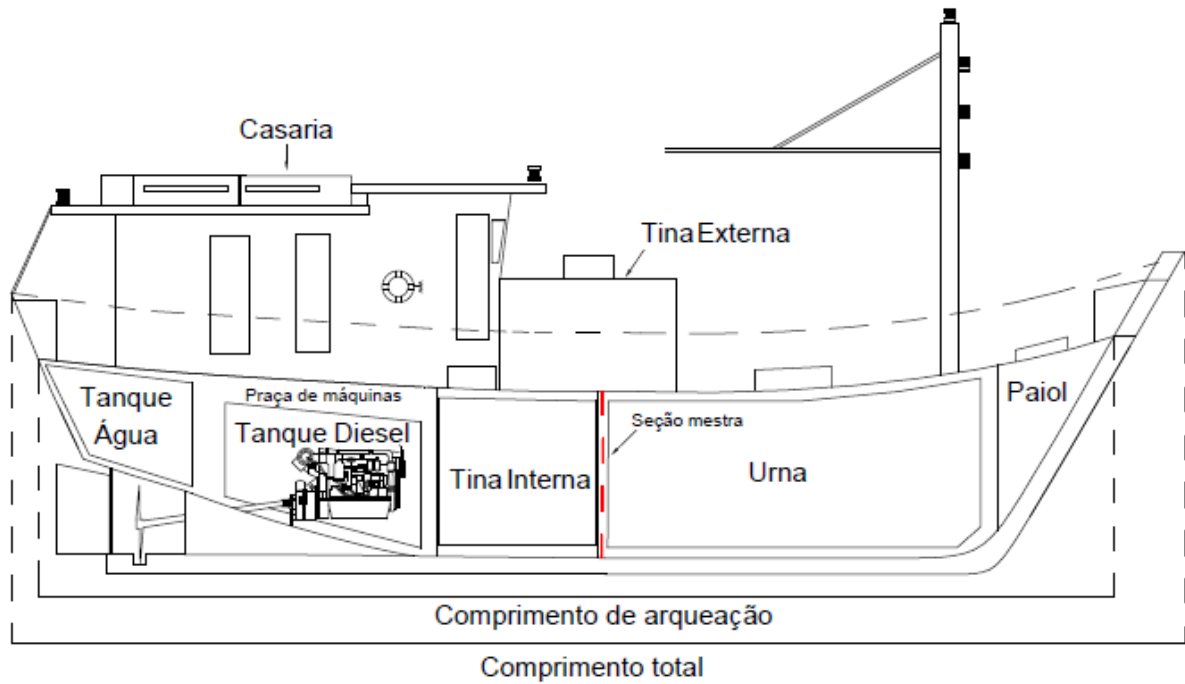 Casaria
Tina Externa
Tanque
Água
Praça de máquinas
Tanque Diesel
Tina Interna
Seção mestra
Urna
Paiol
Comprimento de arqueação
Comprimento total